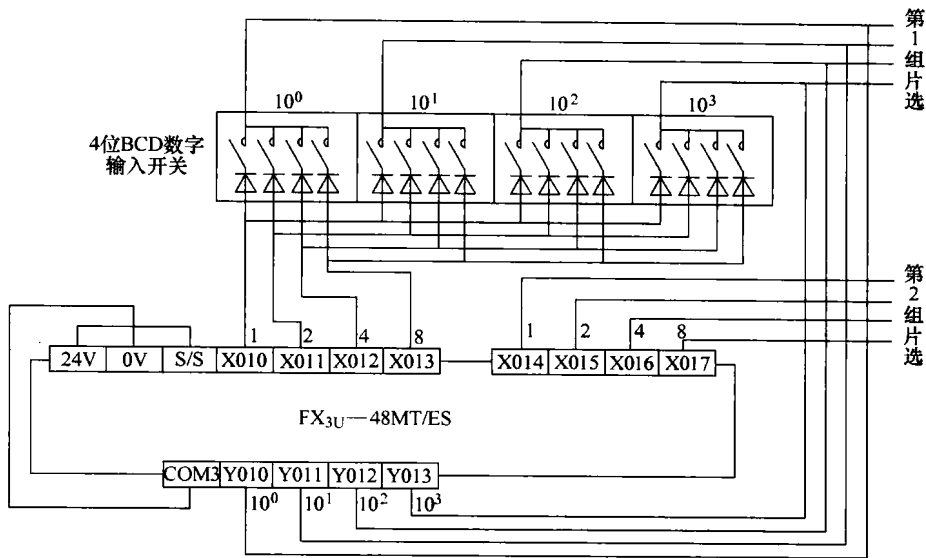 第
1
组
片
选
10⁰ 10¹ 10² 10³
4位BCD数字
输入开关
第
2
组
片
选
1 2 4 8 1 2 4 8
24V 0V S/S X010 X011 X012 X013 X014 X015 X016 X017
FX₃U—48MT/ES
COM3 Y010 Y011 Y012 Y013
10⁰ 10¹ 10² 10³